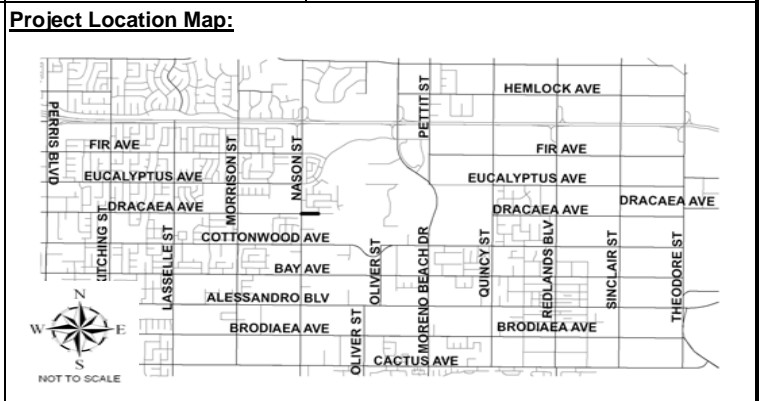 Project Location Map:
HEMLOCK AVE
PETTIT ST
PERRIS BLVD
FIR AVE
FIR AVE
MORRISON ST
NASON ST
EUCALYPTUS AVE
EUCALYPTUS AVE
DRACAEA AVE
DRACAEA AVE
DRACAEA AVE
KITCHING ST
LASSELLE ST
COTTONWOOD AVE
BAY AVE
OLIVER ST
MORENO BEACH DR
QUINCY ST
REDLANDS BLV
SINCLAIR ST
THEODORE ST
ALESSANDRO BLV
BRODIAEA AVE
BRODIAEA AVE
OLIVER ST
CACTUS AVE
N
W
E
S
NOT TO SCALE